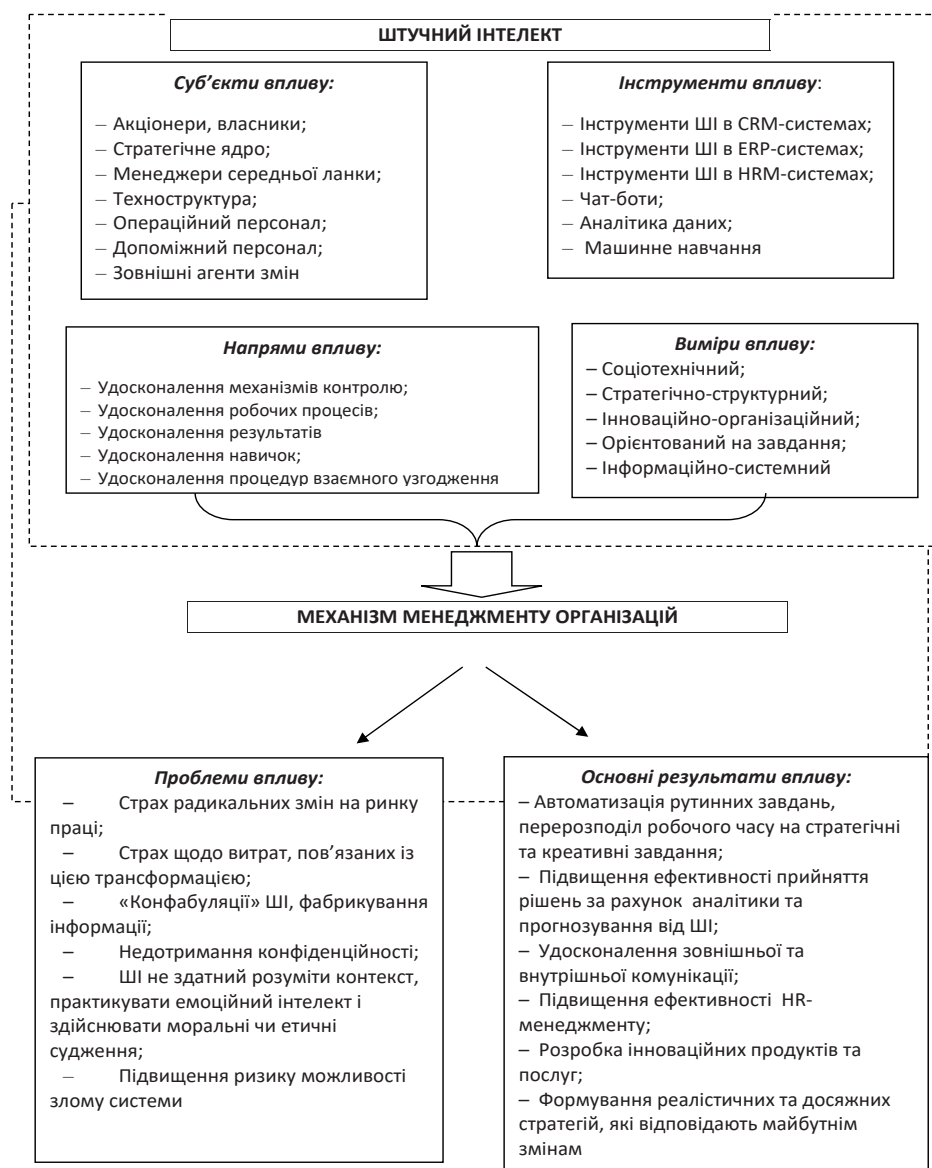 ШТУЧНИЙ ІНТЕЛЕКТ
Суб’єкти впливу:
– Акціонери, власники;
– Стратегічне ядро;
– Менеджери середньої ланки;
– Техноструктура;
– Операційний персонал;
– Допоміжний персонал;
– Зовнішні агенти змін
Інструменти впливу:
– Інструменти ШІ в CRM-системах;
– Інструменти ШІ в ERP-системах;
– Інструменти ШІ в HRM-системах;
– Чат-боти;
– Аналітика даних;
– Машинне навчання
Напрями впливу:
– Удосконалення механізмів контролю;
– Удосконалення робочих процесів;
– Удосконалення результатів
– Удосконалення навичок;
– Удосконалення процедур взаємного узгодження
Виміри впливу:
– Соціотехнічний;
– Стратегічно-структурний;
– Інноваційно-організаційний;
– Орієнтований на завдання;
– Інформаційно-системний
МЕХАНІЗМ МЕНЕДЖМЕНТУ ОРГАНІЗАЦІЙ
Проблеми впливу:
– Страх радикальних змін на ринку
праці;
– Страх щодо витрат, пов’язаних із
цією трансформацією;
– «Конфабуляції» ШІ, фабрикування
інформації;
– Недотримання конфіденційності;
– ШІ не здатний розуміти контекст,
практикувати емоційний інтелект і
здійснювати моральні чи етичні
судження;
– Підвищення ризику можливості
злому системи
Основні результати впливу:
– Автоматизація рутинних завдань,
перерозподіл робочого часу на стратегічні
та креативні завдання;
– Підвищення ефективності прийняття
рішень за рахунок аналітики та
прогнозування від ШІ;
– Удосконалення зовнішньої та
внутрішньої комунікації;
– Підвищення ефективності HR-
менеджменту;
– Розробка інноваційних продуктів та
послуг;
– Формування реалістичних та досяжних
стратегій, які відповідають майбутнім
змінам